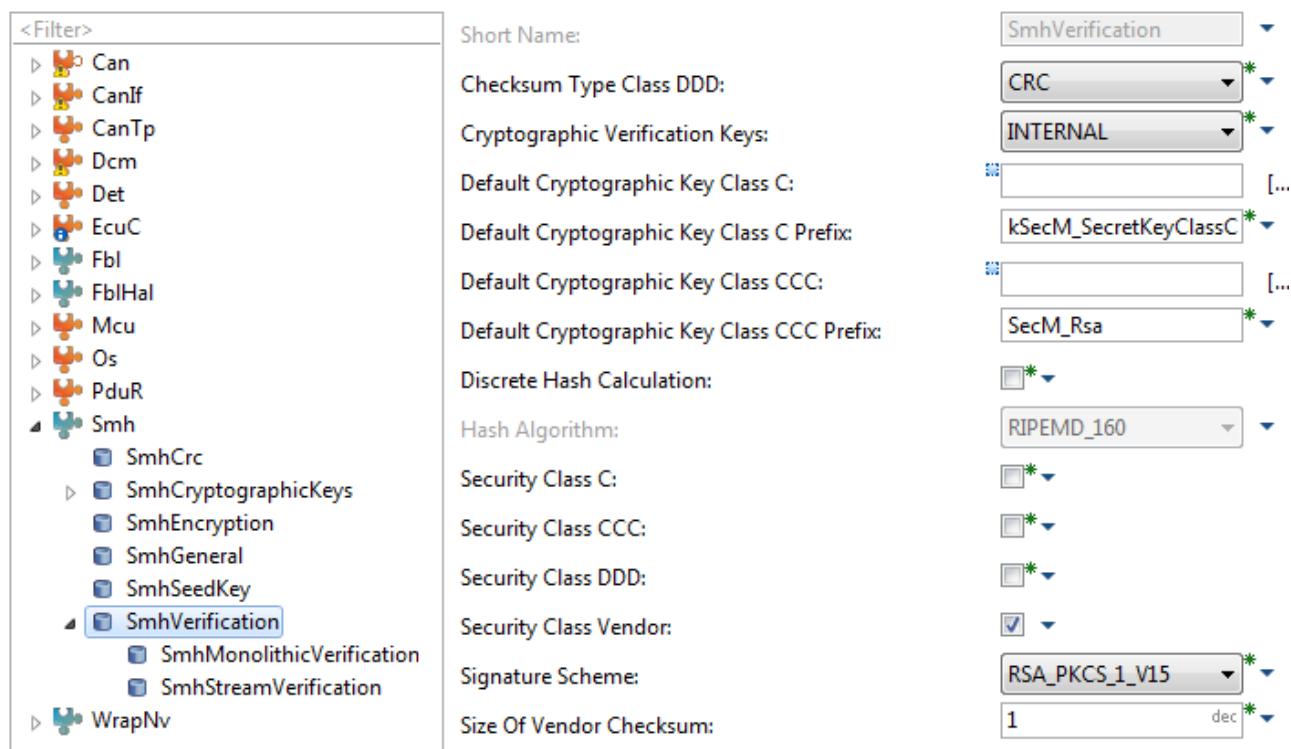 <Filter>
Can
CanIf
CanTp
Dcm
Det
EcuC
Fbl
FblHal
Mcu
Os
PduR
Smh
SmhCrc
SmhCryptographicKeys
SmhEncryption
SmhGeneral
SmhSeedKey
SmhVerification
SmhMonolithicVerification
SmhStreamVerification
WrapNv
Short Name: SmhVerification
Checksum Type Class DDD: CRC
Cryptographic Verification Keys: INTERNAL
Default Cryptographic Key Class C: [...
Default Cryptographic Key Class C Prefix: kSecM_SecretKeyClassC
Default Cryptographic Key Class CCC: [...
Default Cryptographic Key Class CCC Prefix: SecM_Rsa
Discrete Hash Calculation:
Hash Algorithm: RIPEMD_160
Security Class C:
Security Class CCC:
Security Class DDD:
Security Class Vendor:
Signature Scheme: RSA_PKCS_1_V15
Size Of Vendor Checksum: 1 dec